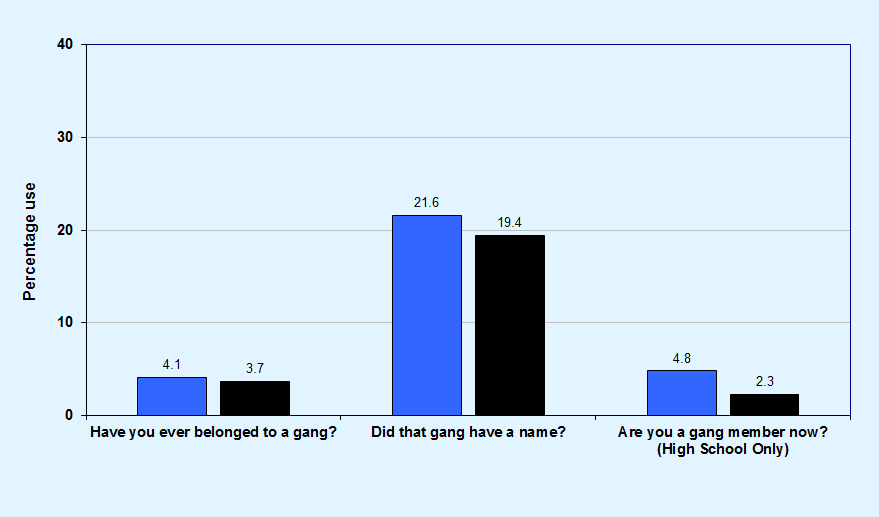 40
30
20
10
0
Percentage use
4.1
3.7
21.6
19.4
4.8
2.3
Have you ever belonged to a gang?
Did that gang have a name?
Are you a gang member now?
(High School Only)